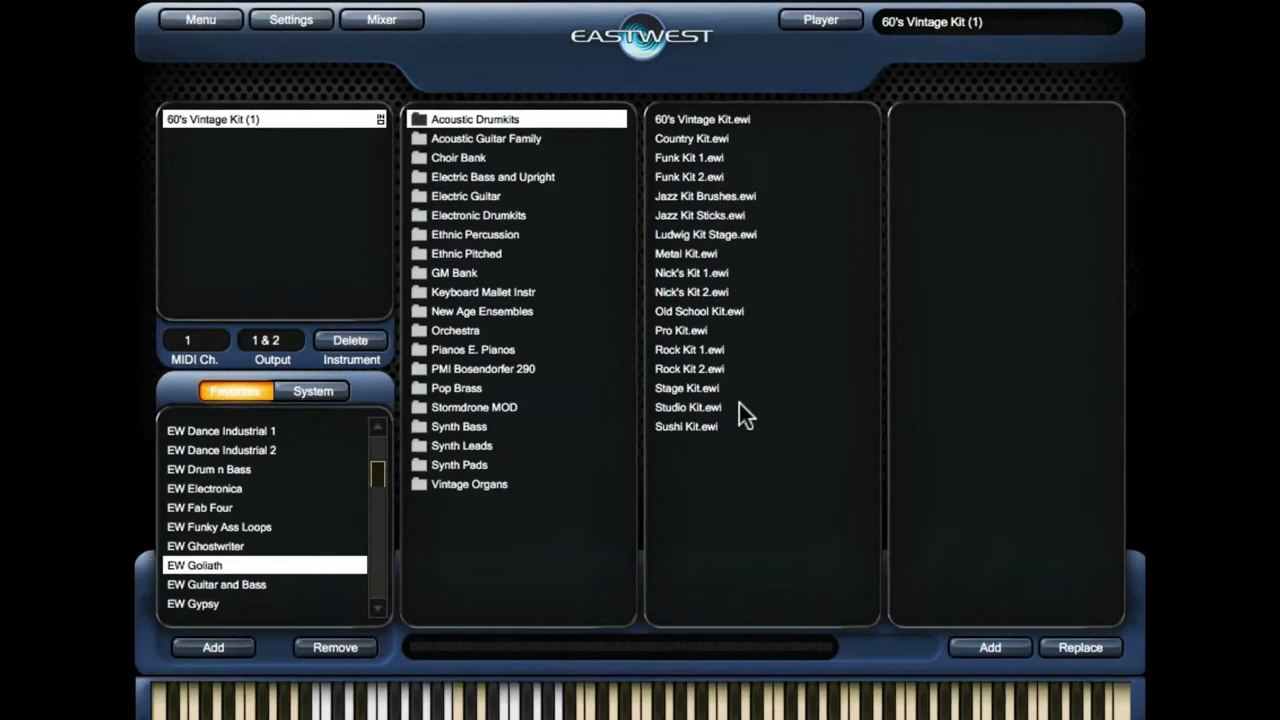 Menu
Settings
Mixer
EASTWEST
Player
60's Vintage Kit (1)
60's Vintage Kit (1)
1
1 & 2
Delete
MIDI Ch.
Output
Instrument
Favorites
System
EW Dance Industrial 1
EW Dance Industrial 2
EW Drum n Bass
EW Electronica
EW Fab Four
EW Funky Ass Loops
EW Ghostwriter
EW Goliath
EW Guitar and Bass
EW Gypsy
Add
Remove
Acoustic Drumkits
Acoustic Guitar Family
Choir Bank
Electric Bass and Upright
Electric Guitar
Electronic Drumkits
Ethnic Percussion
Ethnic Pitched
GM Bank
Keyboard Mallet Instr
New Age Ensembles
Orchestra
Pianos E. Pianos
PMI Bosendorfer 290
Pop Brass
Stormdrone MOD
Synth Bass
Synth Leads
Synth Pads
Vintage Organs
60's Vintage Kit.ewi
Country Kit.ewi
Funk Kit 1.ewi
Funk Kit 2.ewi
Jazz Kit Brushes.ewi
Jazz Kit Sticks.ewi
Ludwig Kit Stage.ewi
Metal Kit.ewi
Nick's Kit 1.ewi
Nick's Kit 2.ewi
Old School Kit.ewi
Pro Kit.ewi
Rock Kit 1.ewi
Rock Kit 2.ewi
Stage Kit.ewi
Studio Kit.ewi
Sushi Kit.ewi
Add
Replace